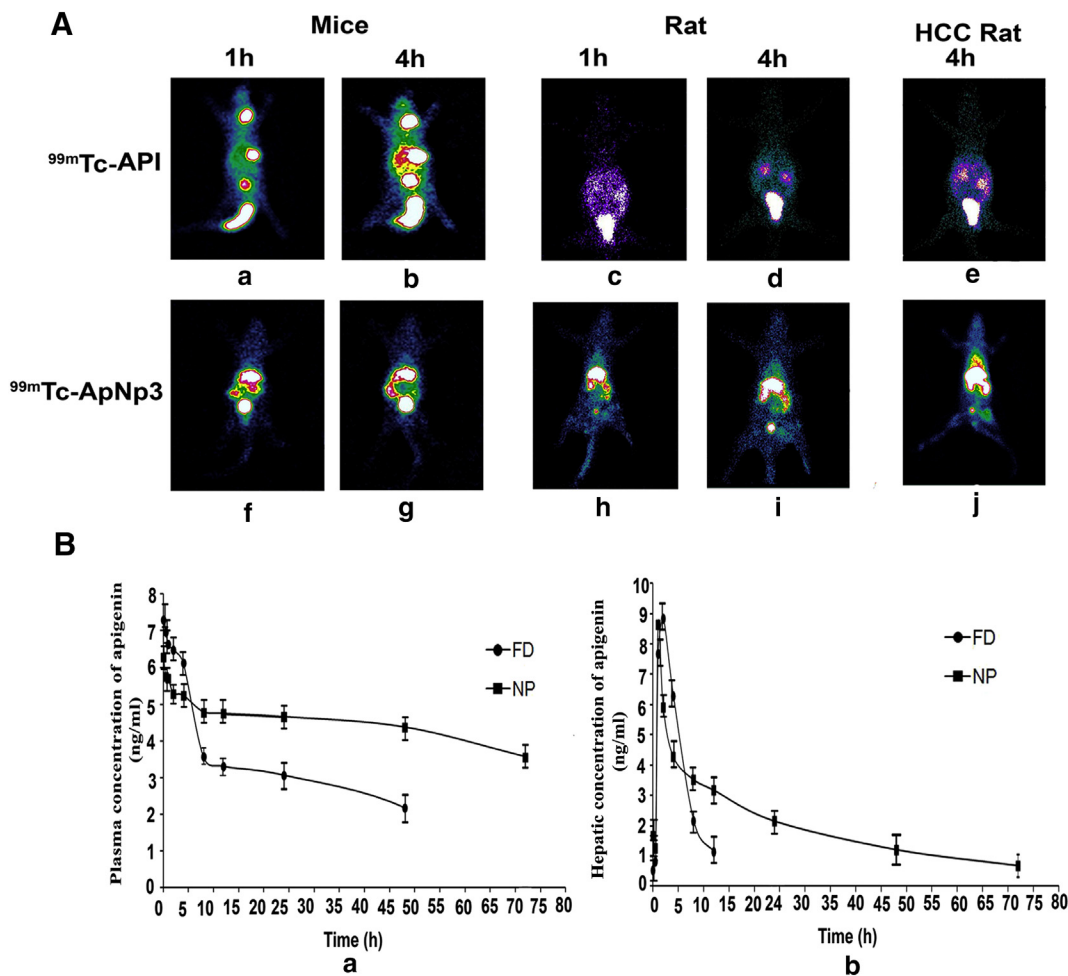 A
Mice
Rat
HCC Rat
1h
4h
1h
4h
4h
99mTc-API
a
b
c
d
e
99mTc-ApNp3
f
g
h
i
j
B
Plasma concentration of apigenin
(ng/ml)
8
7
6
5
4
3
2
1
0
FD
NP
0 5 10 15 20 24 30 35 40 45 50 55 60 65 72 75 80
Time (h)
a
Hepatic concentration of apigenin
(ng/ml)
10
9
8
7
6
5
4
3
2
1
0
FD
NP
0 5 10 15 20 24 30 35 40 45 50 55 60 65 72 75 80
Time (h)
b